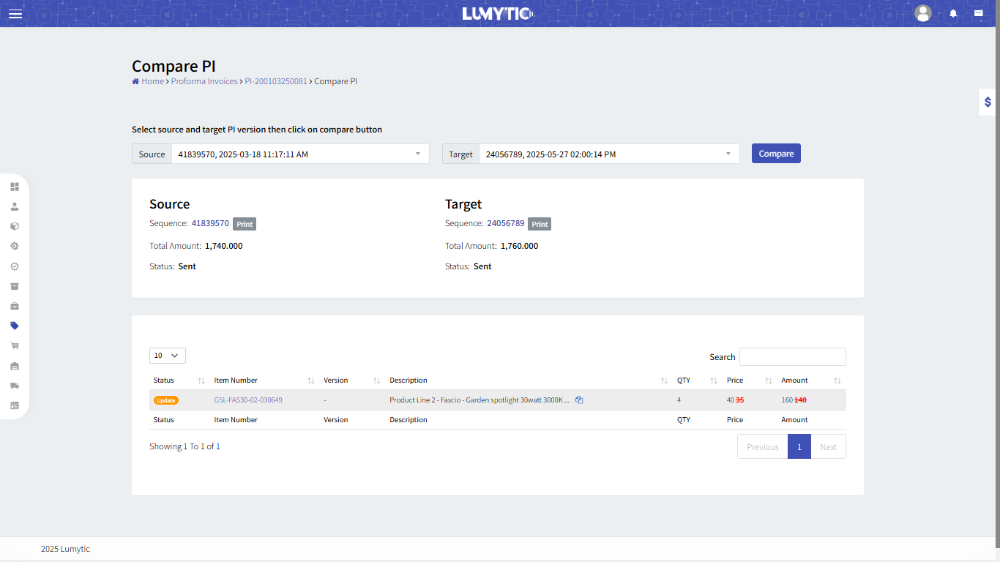 LUMYTIC
Compare PI
Home > Proforma Invoices > PI-200103250081 > Compare PI
$
Select source and target PI version then click on compare button
Source 41839570, 2025-03-18 11:17:11 AM Target 24056789, 2025-05-27 02:00:14 PM Compare
Source Target
Sequence: 41839570 Print Sequence: 24056789 Print
Total Amount: 1,740.000 Total Amount: 1,760.000
Status: Sent Status: Sent
10 Search
Status Item Number Version Description QTY Price Amount
Update GSL-FAS30-02-030649 - Product Line 2 - Fascio - Garden spotlight 30watt 3000K ... 4 40 35 160 140
Status Item Number Version Description QTY Price Amount
Showing 1 To 1 of 1 Previous 1 Next
2025 Lumytic